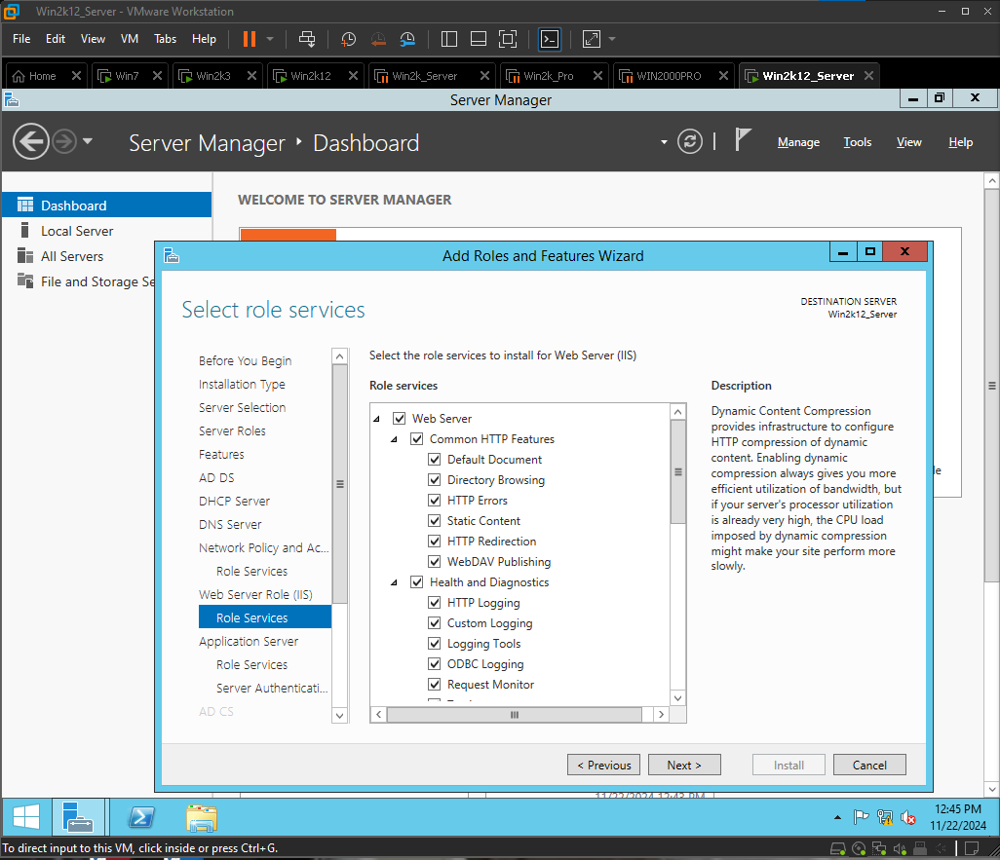 Win2k12_Server - VMware Workstation
File Edit View VM Tabs Help
Home Win7 Win2k3 Win2k12 Win2k_Server Win2k_Pro WIN2000PRO Win2k12_Server
Server Manager
Server Manager Dashboard
Manage Tools View Help
Dashboard
Local Server
All Servers
File and Storage Se
WELCOME TO SERVER MANAGER
Add Roles and Features Wizard
Select role services
DESTINATION SERVER
Win2k12_Server
Before You Begin
Installation Type
Server Selection
Server Roles
Features
AD DS
DHCP Server
DNS Server
Network Policy and Ac...
Role Services
Web Server Role (IIS)
Role Services
Application Server
Role Services
Server Authenticati...
AD CS
Select the role services to install for Web Server (IIS)
Role services
Web Server
Common HTTP Features
Default Document
Directory Browsing
HTTP Errors
Static Content
HTTP Redirection
WebDAV Publishing
Health and Diagnostics
HTTP Logging
Custom Logging
Logging Tools
ODBC Logging
Request Monitor
Description
Dynamic Content Compression
provides infrastructure to configure
HTTP compression of dynamic
content. Enabling dynamic
compression always gives you more
efficient utilization of bandwidth, but
if your server's processor utilization
is already very high, the CPU load
imposed by dynamic compression
might make your site perform more
slowly.
le
< Previous Next > Install Cancel
11/22/2024 12:43 PM
12:45 PM
11/22/2024
To direct input to this VM, click inside or press Ctrl+G.